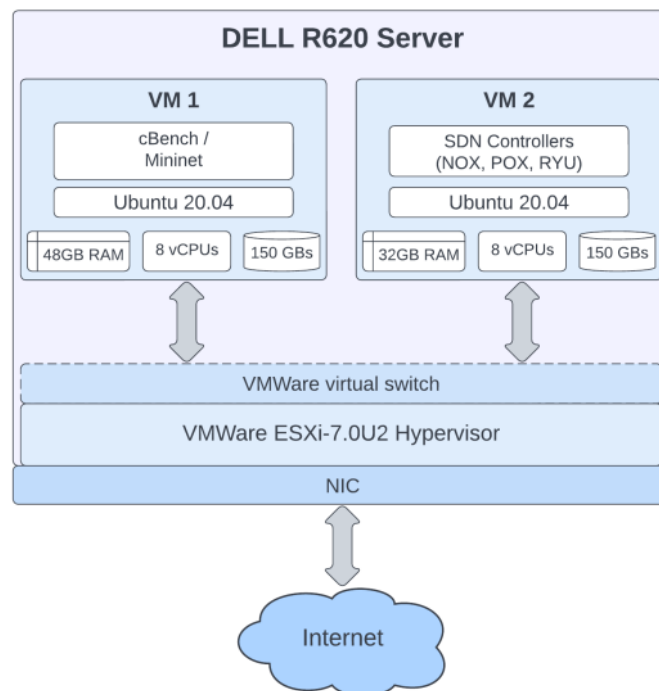 DELL R620 Server
VM 1
cBench /
Mininet
Ubuntu 20.04
48GB RAM
8 vCPUs
150 GBs
VM 2
SDN Controllers
(NOX, POX, RYU)
Ubuntu 20.04
32GB RAM
8 vCPUs
150 GBs
VMWare virtual switch
VMWare ESXi-7.0U2 Hypervisor
NIC
Internet